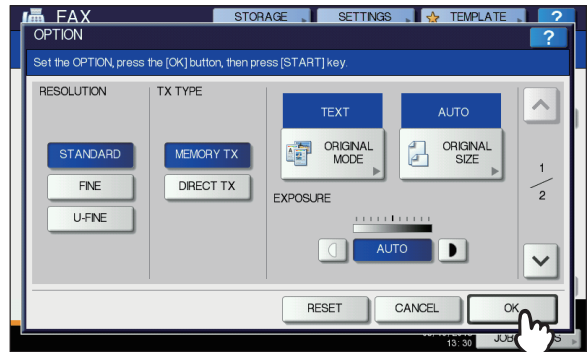 FAX STORAGE SETTINGS TEMPLATE ?
OPTION ?
Set the OPTION, press the [OK] button, then press [START] key.
RESOLUTION TX TYPE
TEXT AUTO
STANDARD MEMORY TX ORIGINAL MODE ORIGINAL SIZE
FINE DIRECT TX
1
2
U-FINE
EXPOSURE
AUTO
RESET CANCEL OK
13:30